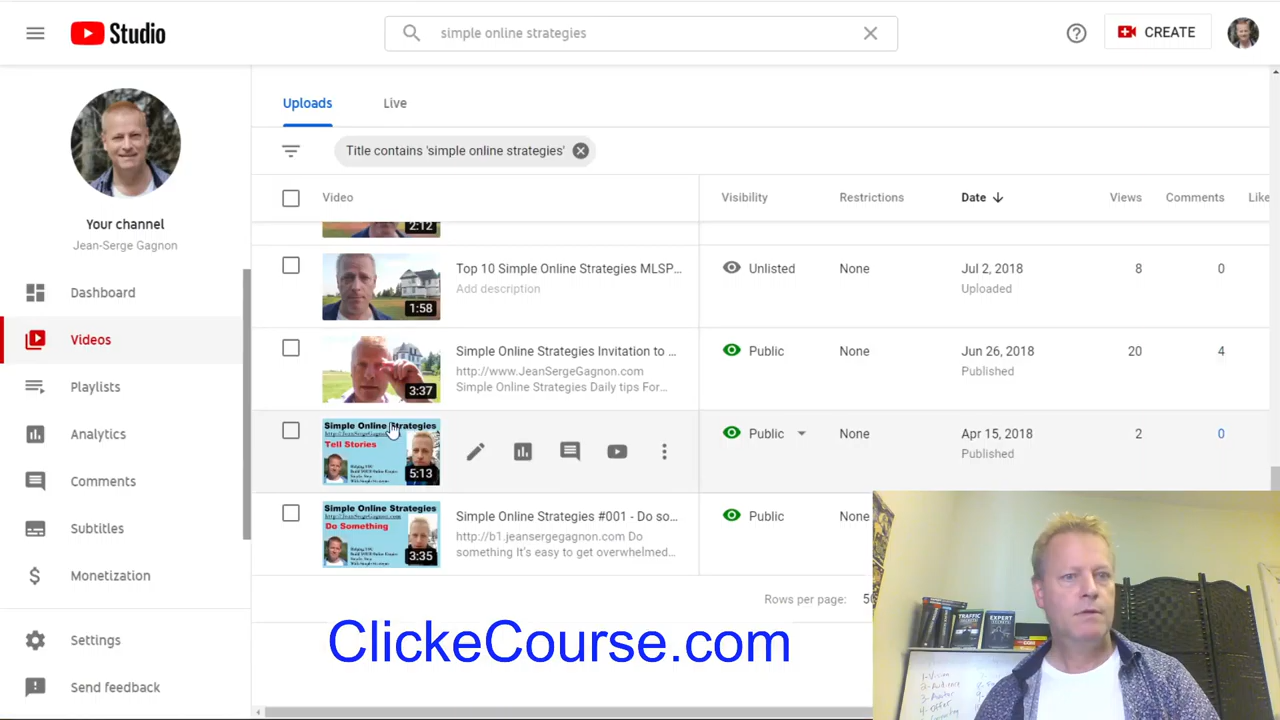 Studio
simple online strategies
CREATE
Your channel
Jean-Serge Gagnon
Dashboard
Videos
Playlists
Analytics
Comments
Subtitles
Monetization
Settings
Send feedback
Uploads
Live
Title contains 'simple online strategies'
Video
Visibility
Restrictions
Date
Views
Comments
Like
2:12
1:58
Top 10 Simple Online Strategies MLSP...
Add description
Unlisted
None
Jul 2, 2018
Uploaded
8
0
3:37
Simple Online Strategies Invitation to ...
http://www.JeanSergeGagnon.com
Simple Online Strategies Daily tips For...
Public
None
Jun 26, 2018
Published
20
4
Simple Online Strategies
Tell Stories
5:13
Public
None
Apr 15, 2018
Published
2
0
Simple Online Strategies
http://JeanSergeGagnon.com
Do Something
3:35
Simple Online Strategies #001 - Do so...
http://b1.jeansergegagnon.com Do
something It's easy to get overwhelmed...
Public
None
Rows per page:
ClickeCourse.com
TRAFFIC
EXPERT